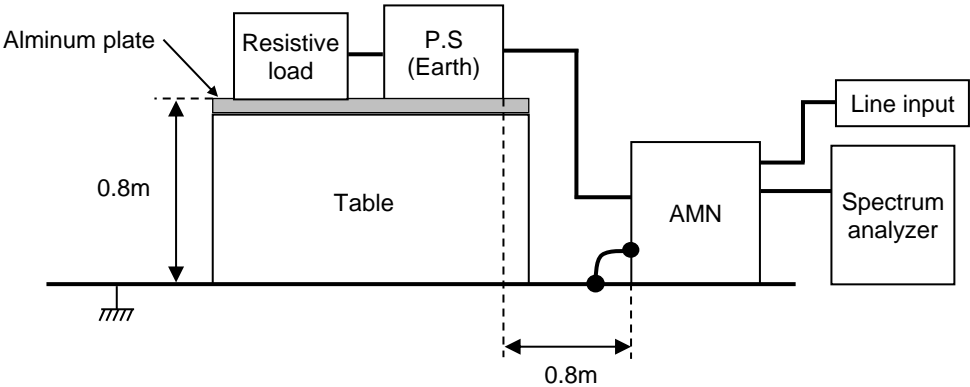 Alminum plate
Resistive
load
P.S
(Earth)
Line input
0.8m
Table
AMN
Spectrum
analyzer
0.8m